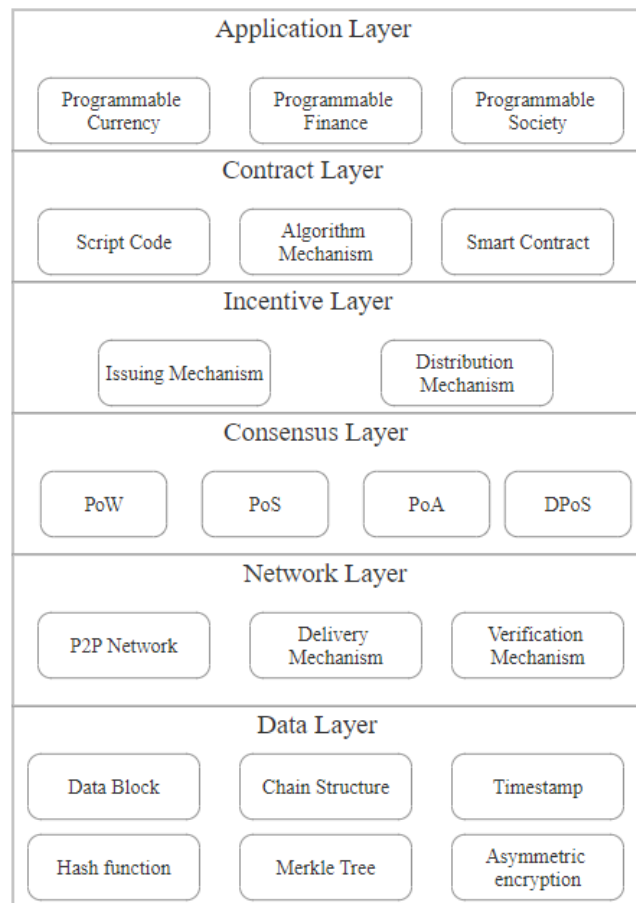 Application Layer
Programmable
Currency
Programmable
Finance
Programmable
Society
Contract Layer
Script Code
Algorithm
Mechanism
Smart Contract
Incentive Layer
Issuing Mechanism
Distribution
Mechanism
Consensus Layer
PoW
PoS
PoA
DPoS
Network Layer
P2P Network
Delivery
Mechanism
Verification
Mechanism
Data Layer
Data Block
Chain Structure
Timestamp
Hash function
Merkle Tree
Asymmetric
encryption